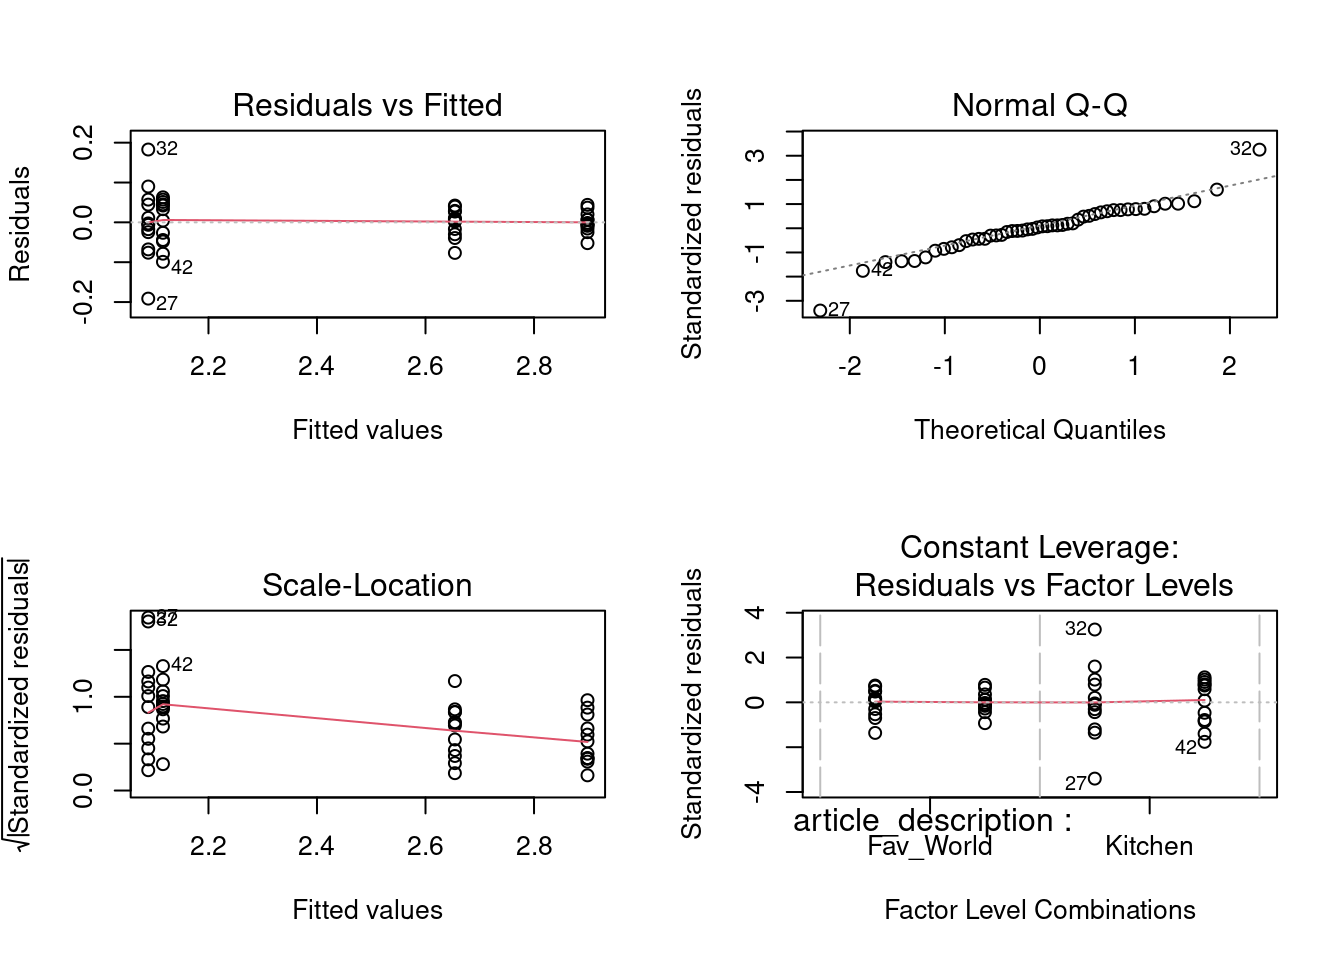 Residuals vs Fitted
Residuals
0.2
0.0
-0.2
32
42
27
2.2 2.4 2.6 2.8
Fitted values
Normal Q-Q
Standardized residuals
3
1
-1
-3
32
42
27
-2 -1 0 1 2
Theoretical Quantiles
Scale-Location
√|Standardized residuals|
1.0
0.0
27
32
42
2.2 2.4 2.6 2.8
Fitted values
Constant Leverage:
Residuals vs Factor Levels
Standardized residuals
4
2
0
-4
32
42
27
article_description :
Fav_World Kitchen
Factor Level Combinations